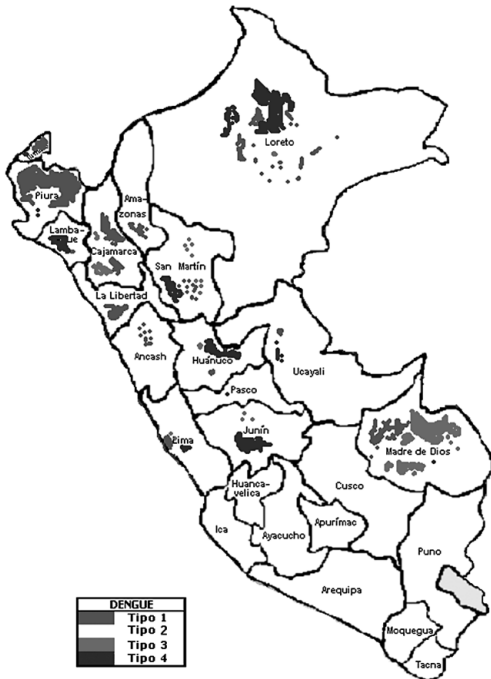 Loreto
Piura
Ama-
zonas
Lamba-
que
Cajamarca
San Martín
La Libertad
Ancash
Huánuco
Ucayali
Pasco
Lima
Junín
Madre de Dios
Huanca-
velica
Cusco
Ica
Ayacucho
Apurímac
Puno
Arequipa
Moquegua
Tacna
DENGUE
Tipo 1
Tipo 2
Tipo 3
Tipo 4